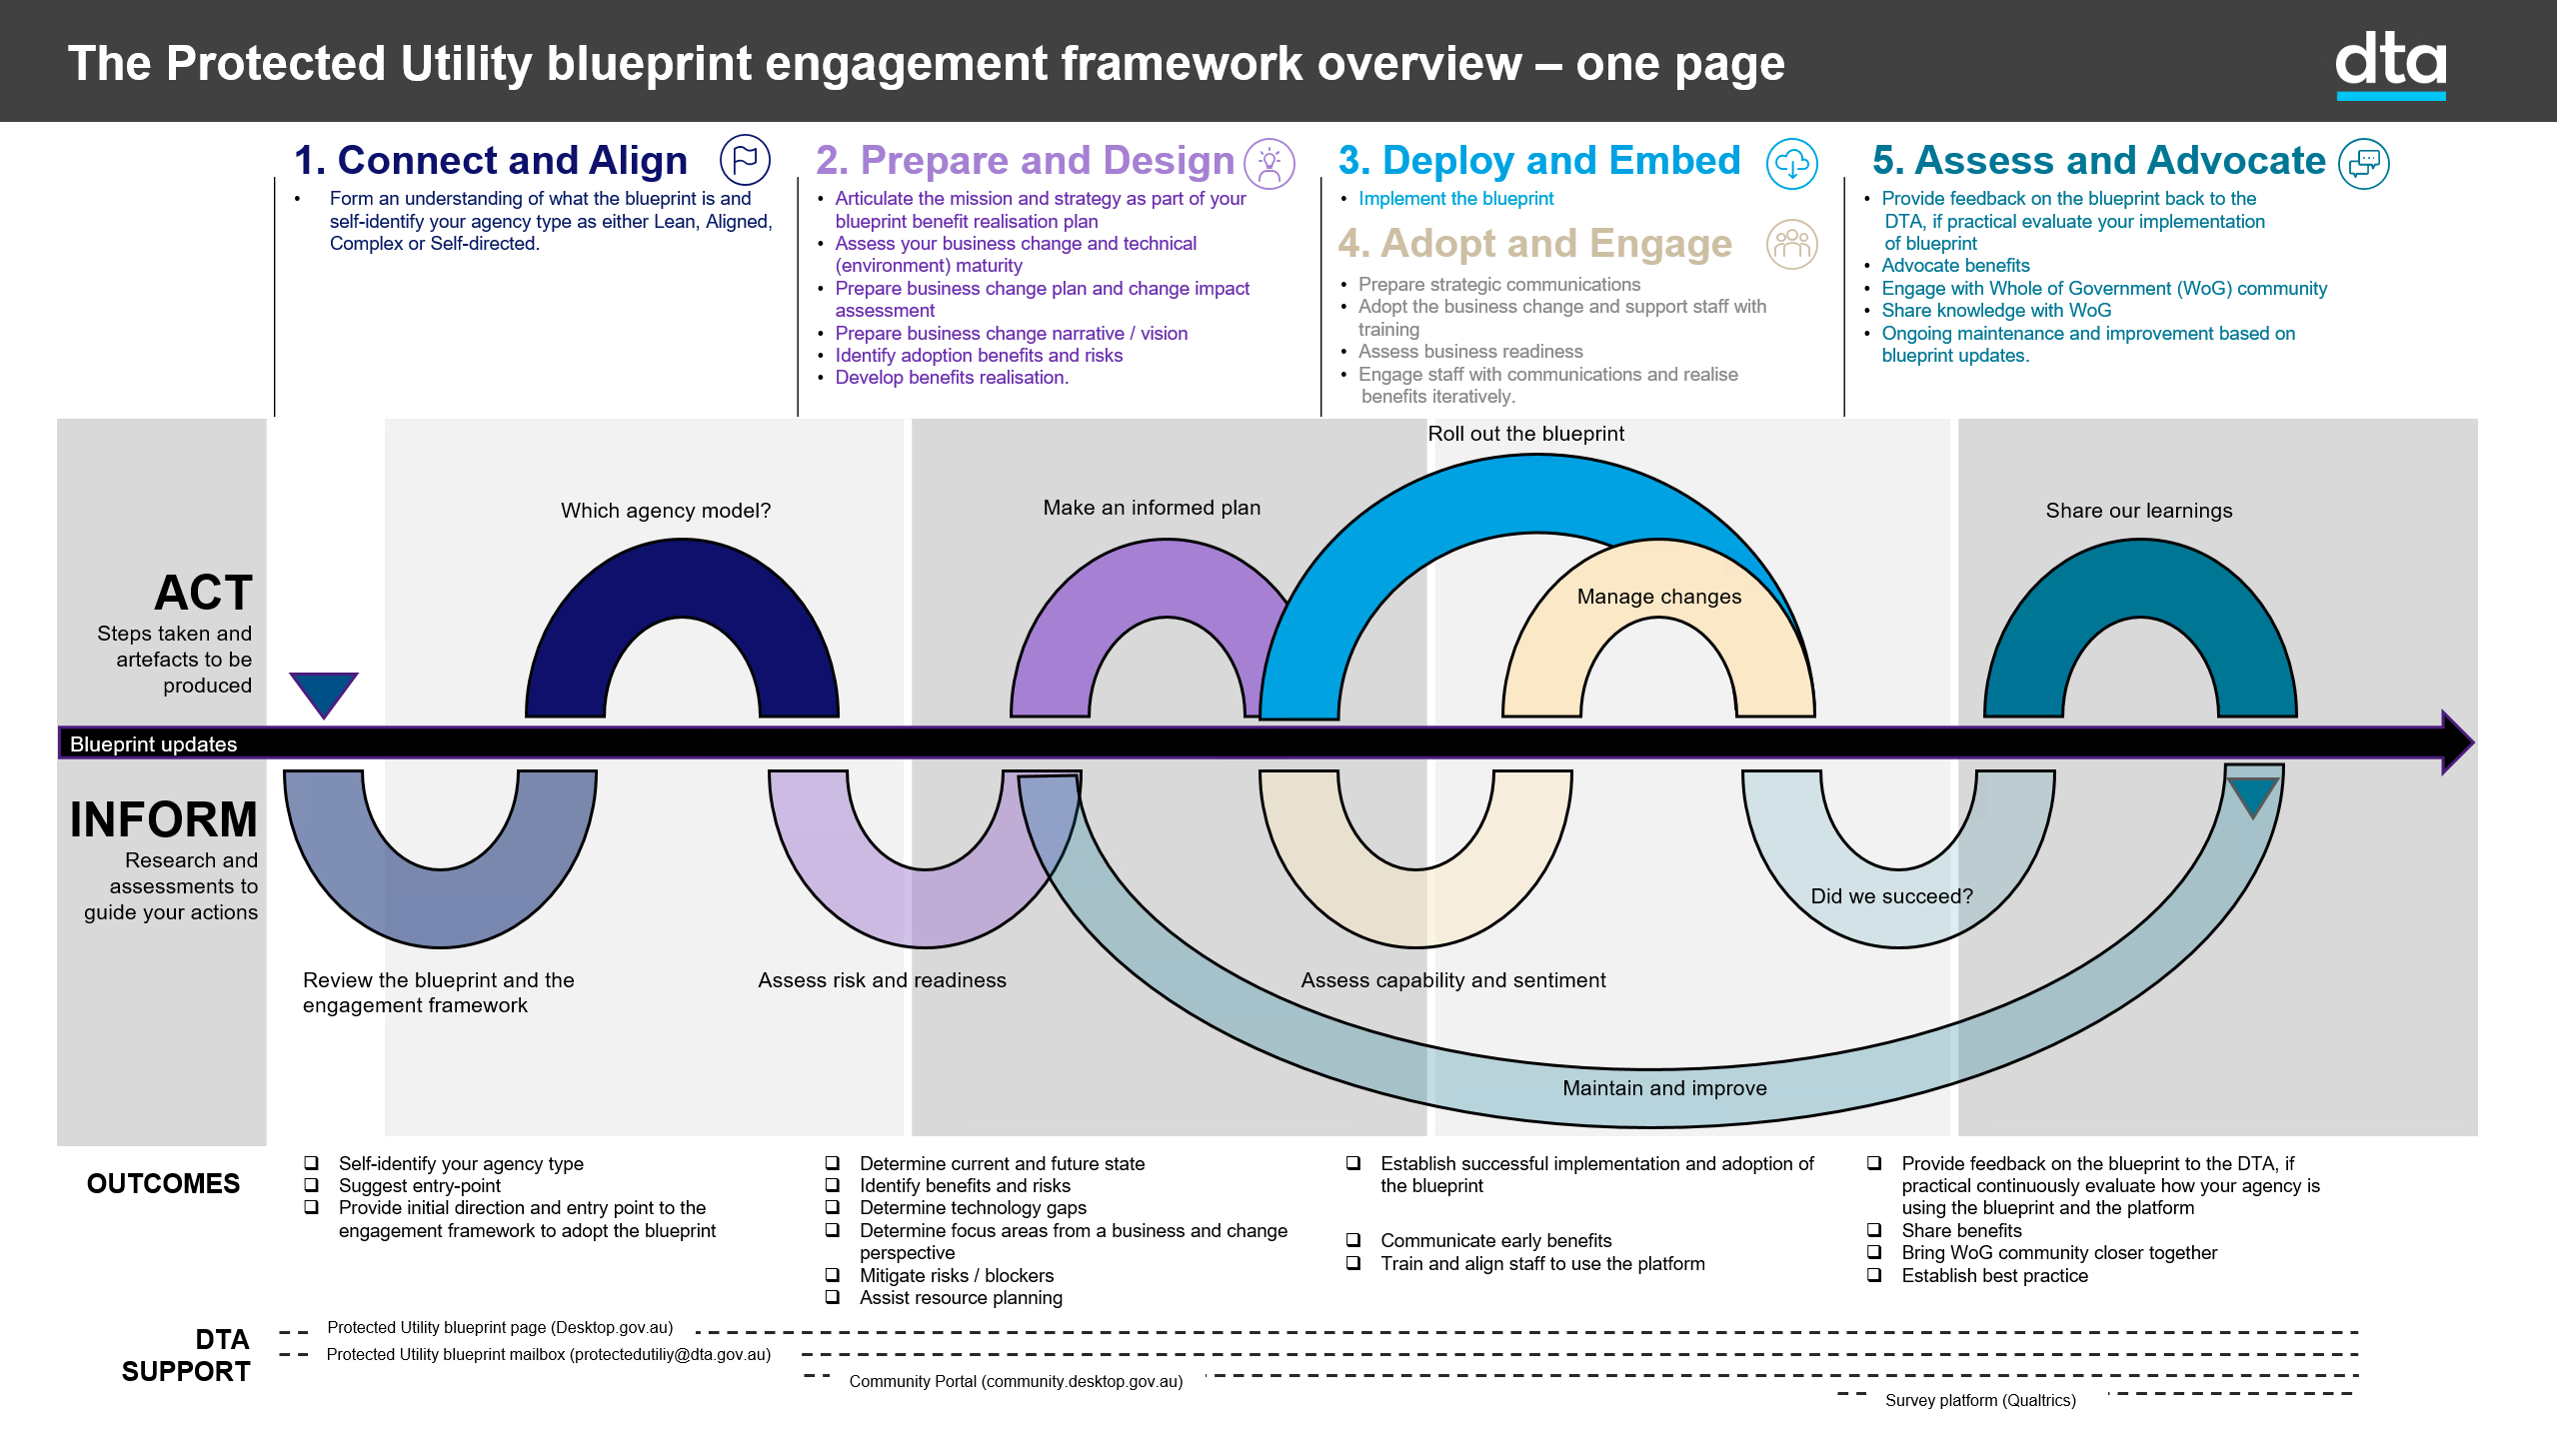 The Protected Utility blueprint engagement framework overview – one page
dta
1. Connect and Align
• Form an understanding of what the blueprint is and
self-identify your agency type as either Lean, Aligned,
Complex or Self-directed.
2. Prepare and Design
• Articulate the mission and strategy as part of your
blueprint benefit realisation plan
• Assess your business change and technical
(environment) maturity
• Prepare business change plan and change impact
assessment
• Prepare business change narrative / vision
• Identify adoption benefits and risks
• Develop benefits realisation.
3. Deploy and Embed
• Implement the blueprint
4. Adopt and Engage
• Prepare strategic communications
• Adopt the business change and support staff with
training
• Assess business readiness
• Engage staff with communications and realise
benefits iteratively.
5. Assess and Advocate
• Provide feedback on the blueprint back to the
DTA, if practical evaluate your implementation
of blueprint
• Advocate benefits
• Engage with Whole of Government (WoG) community
• Share knowledge with WoG
• Ongoing maintenance and improvement based on
blueprint updates.
ACT
Steps taken and
artefacts to be
produced
Which agency model?
Make an informed plan
Roll out the blueprint
Manage changes
Share our learnings
Blueprint updates
INFORM
Research and
assessments to
guide your actions
Review the blueprint and the
engagement framework
Assess risk and readiness
Assess capability and sentiment
Did we succeed?
Maintain and improve
OUTCOMES
❑ Self-identify your agency type
❑ Suggest entry-point
❑ Provide initial direction and entry point to the
engagement framework to adopt the blueprint
❑ Determine current and future state
❑ Identify benefits and risks
❑ Determine technology gaps
❑ Determine focus areas from a business and change
perspective
❑ Mitigate risks / blockers
❑ Assist resource planning
❑ Establish successful implementation and adoption of
the blueprint
❑ Communicate early benefits
❑ Train and align staff to use the platform
❑ Provide feedback on the blueprint to the DTA, if
practical continuously evaluate how your agency is
using the blueprint and the platform
❑ Share benefits
❑ Bring WoG community closer together
❑ Establish best practice
DTA
SUPPORT
Protected Utility blueprint page (Desktop.gov.au)
Protected Utility blueprint mailbox (protectedutiliy@dta.gov.au)
Community Portal (community.desktop.gov.au)
Survey platform (Qualtrics)